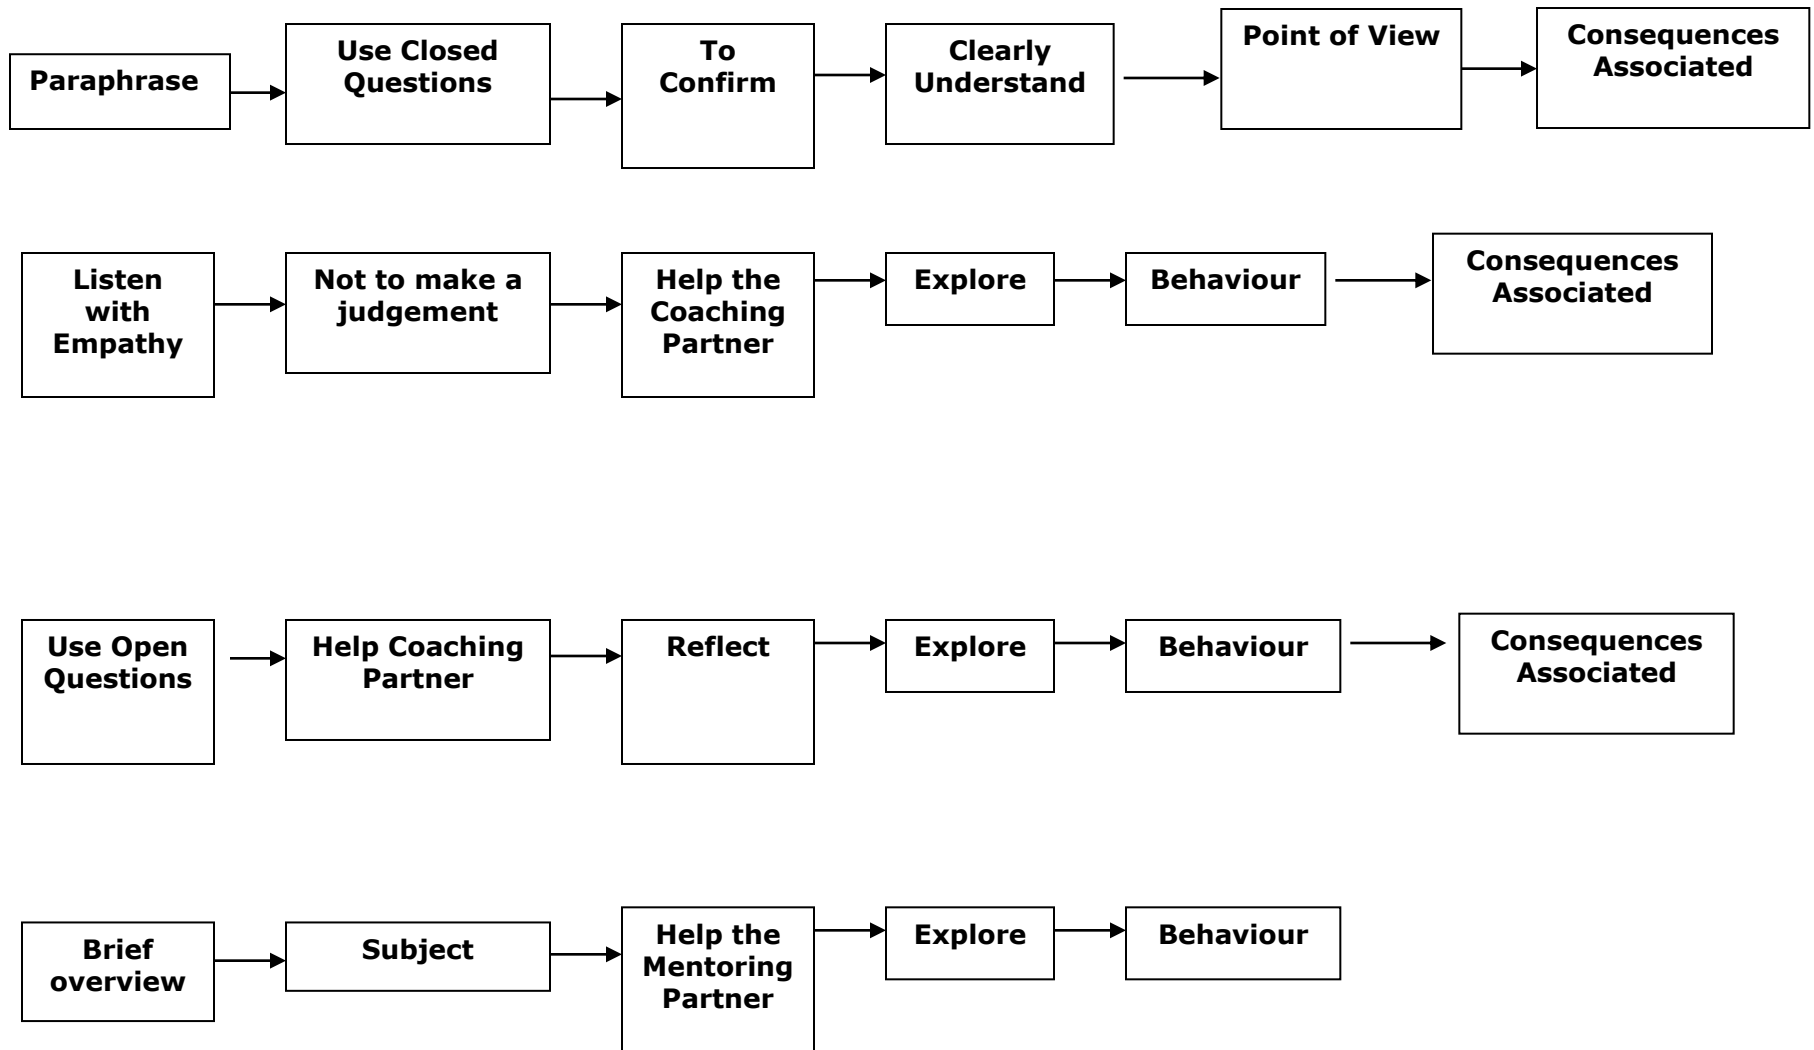 Paraphrase
Use Closed
Questions
To
Confirm
Clearly
Understand
Point of View
Consequences
Associated
Listen
with
Empathy
Not to make a
judgement
Help the
Coaching
Partner
Explore
Behaviour
Consequences
Associated
Use Open
Questions
Help Coaching
Partner
Reflect
Explore
Behaviour
Consequences
Associated
Brief
overview
Subject
Help the
Mentoring
Partner
Explore
Behaviour